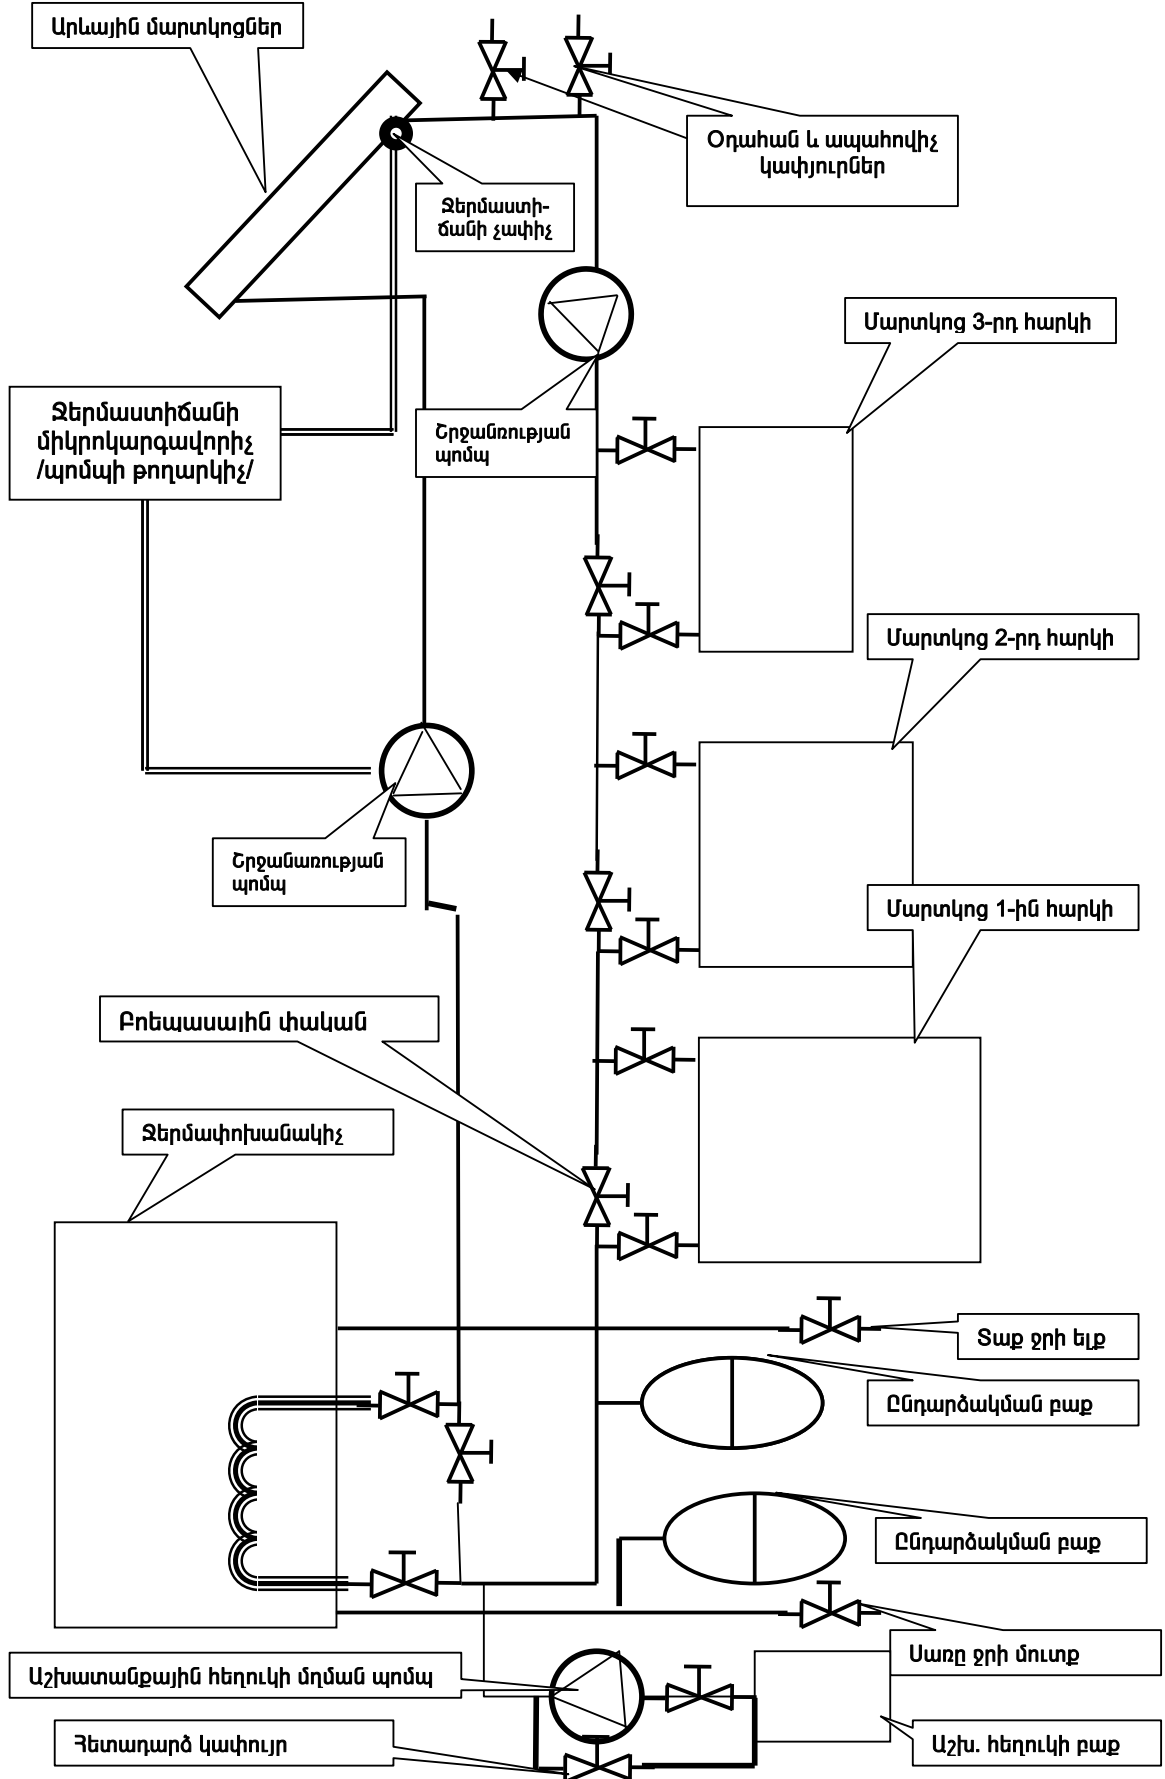 Արևային մարտկոցներ
Օդահան և ապահովիչ
կափյուրներ
Ջերմաստի-
ճանի չափիչ
Մարտկոց 3-րդ հարկի
Ջերմաստիճանի
միկրոկարգավորիչ
/պոմպի թողարկիչ/
Շրջանռության
պոմպ
Մարտկոց 2-րդ հարկի
Շրջանառության
պոմպ
Մարտկոց 1-ին հարկի
Բոեպասային փական
Ջերմափոխանակիչ
Տաք ջրի ելք
Ընդարձակման բաք
Ընդարձակման բաք
Սառը ջրի մուտք
Աշխատանքային հեղուկի մղման պոմպ
Հետադարձ կափույր
Աշխ. հեղուկի բաք